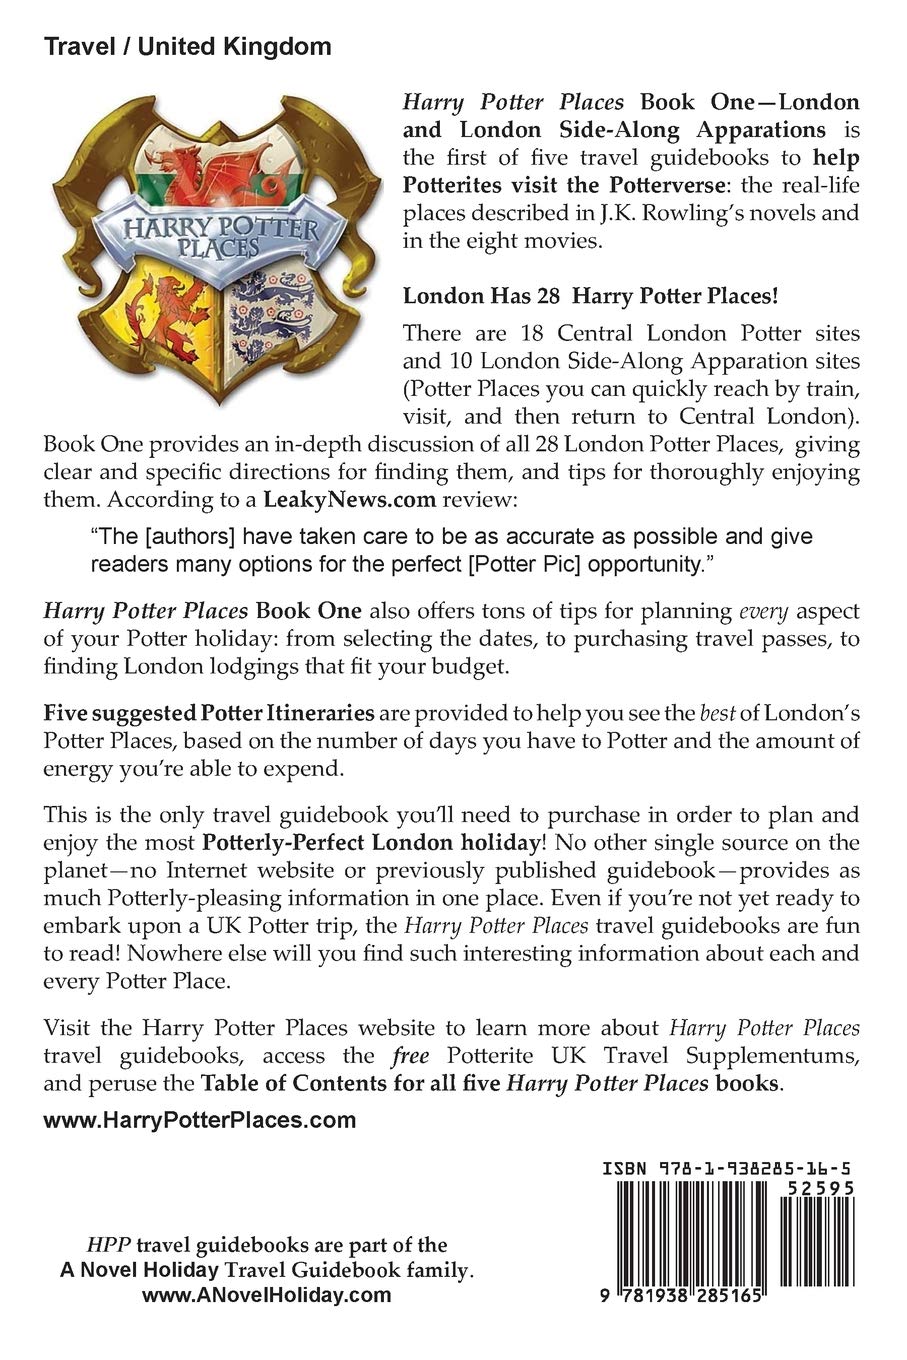 Travel / United Kingdom
HARRY POTTER
PLACES
Harry Potter Places Book One—London
and London Side-Along Apparations is
the first of five travel guidebooks to help
Potterites visit the Potterverse: the real-life
places described in J.K. Rowling’s novels and
in the eight movies.
London Has 28 Harry Potter Places!
There are 18 Central London Potter sites
and 10 London Side-Along Apparation sites
(Potter Places you can quickly reach by train,
visit, and then return to Central London).
Book One provides an in-depth discussion of all 28 London Potter Places, giving
clear and specific directions for finding them, and tips for thoroughly enjoying
them. According to a LeakyNews.com review:
“The [authors] have taken care to be as accurate as possible and give
readers many options for the perfect [Potter Pic] opportunity.”
Harry Potter Places Book One also offers tons of tips for planning every aspect
of your Potter holiday: from selecting the dates, to purchasing travel passes, to
finding London lodgings that fit your budget.
Five suggested Potter Itineraries are provided to help you see the best of London’s
Potter Places, based on the number of days you have to Potter and the amount of
energy you’re able to expend.
This is the only travel guidebook you’ll need to purchase in order to plan and
enjoy the most Potterly-Perfect London holiday! No other single source on the
planet—no Internet website or previously published guidebook—provides as
much Potterly-pleasing information in one place. Even if you’re not yet ready to
embark upon a UK Potter trip, the Harry Potter Places travel guidebooks are fun
to read! Nowhere else will you find such interesting information about each and
every Potter Place.
Visit the Harry Potter Places website to learn more about Harry Potter Places
travel guidebooks, access the free Potterite UK Travel Supplementums,
and peruse the Table of Contents for all five Harry Potter Places books.
www.HarryPotterPlaces.com
HPP travel guidebooks are part of the
A Novel Holiday Travel Guidebook family.
www.ANovelHoliday.com
ISBN 978-1-938285-16-5
52595
9 781938 285165